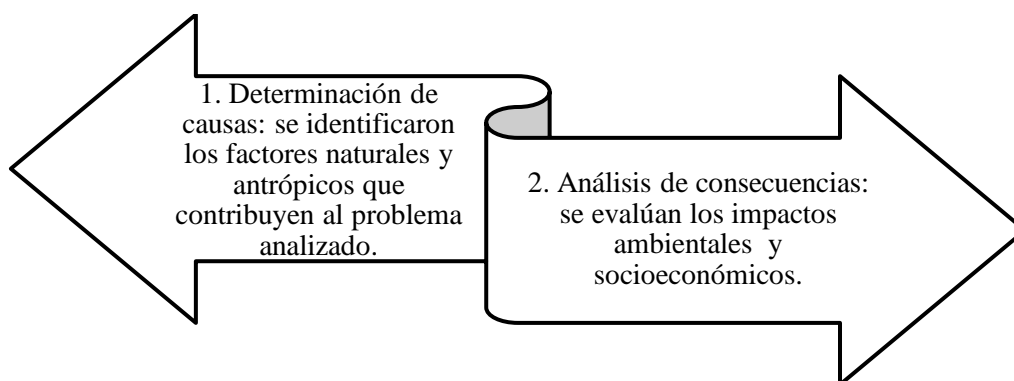 1. Determinación de
causas: se identificaron
los factores naturales y
antrópicos que
contribuyen al problema
analizado.
2. Análisis de consecuencias:
se evalúan los impactos
ambientales y
socioeconómicos.